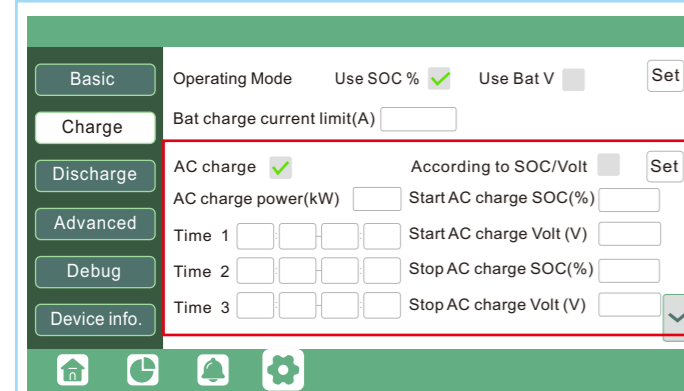 Basic
Charge
Discharge
Advanced
Debug
Device info.
Operating Mode Use SOC % Use Bat V Set
Bat charge current limit(A)
AC charge According to SOC/Volt Set
AC charge power(kW) Start AC charge SOC(%)
Time 1 : - : Start AC charge Volt (V)
Time 2 : - : Stop AC charge SOC(%)
Time 3 : - : Stop AC charge Volt (V)